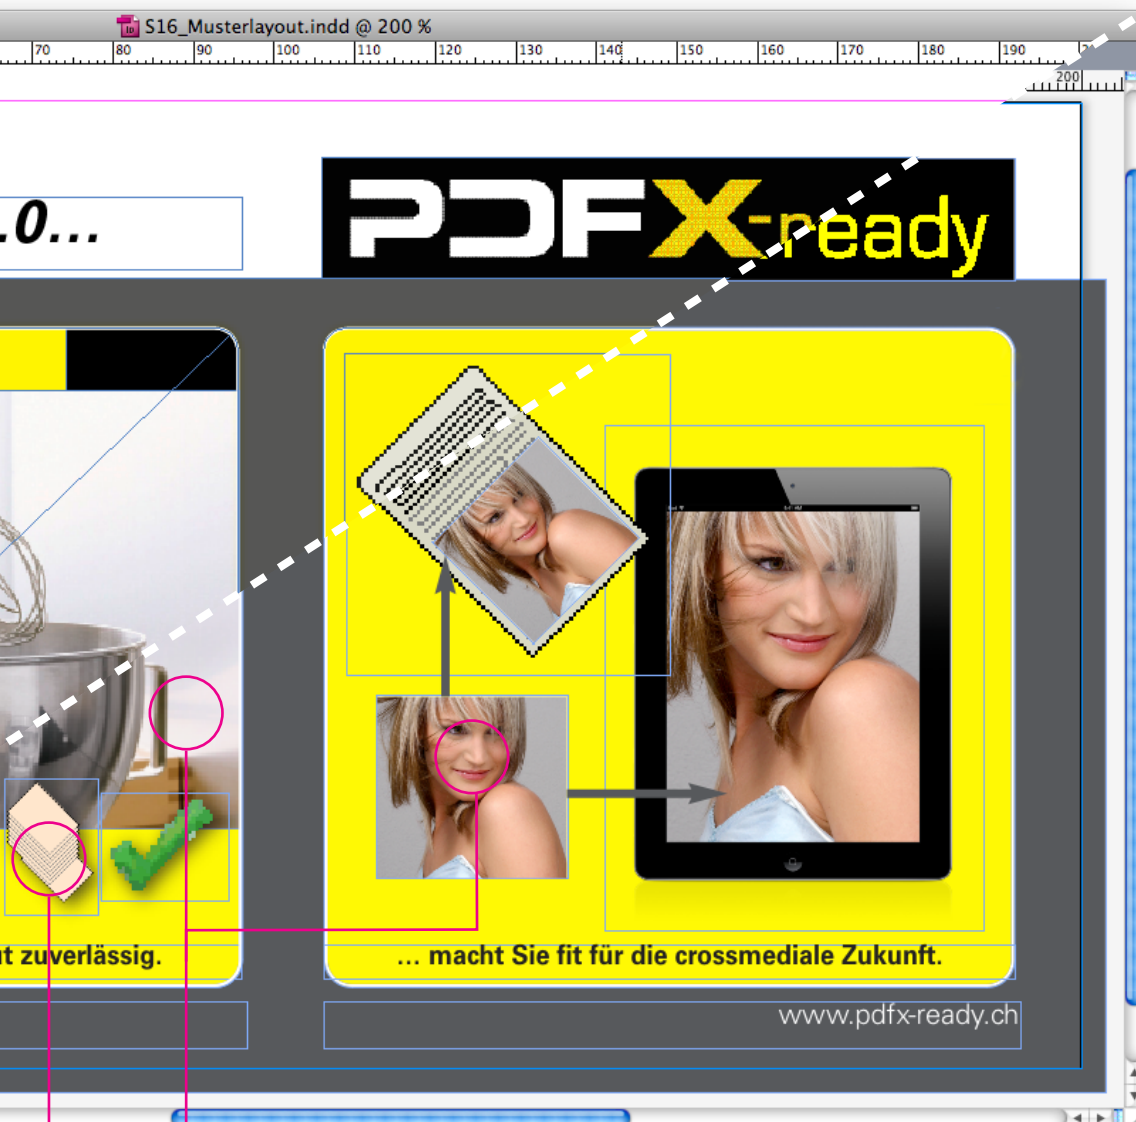 S16_Musterlayout.indd @ 200 %
70 80 90 100 110 120 130 140 150 160 170 180 190
200
.0...
PDFX-ready
t zuverlässig.
... macht Sie fit für die crossmediale Zukunft.
www.pdfx-ready.ch